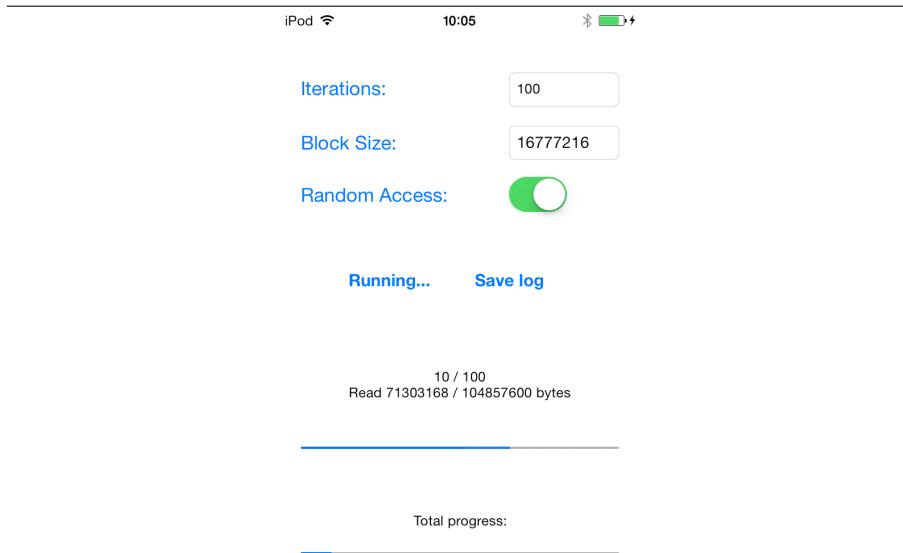 iPod 10:05
Iterations: 100
Block Size: 16777216
Random Access:
Running... Save log
10 / 100
Read 71303168 / 104857600 bytes
Total progress: